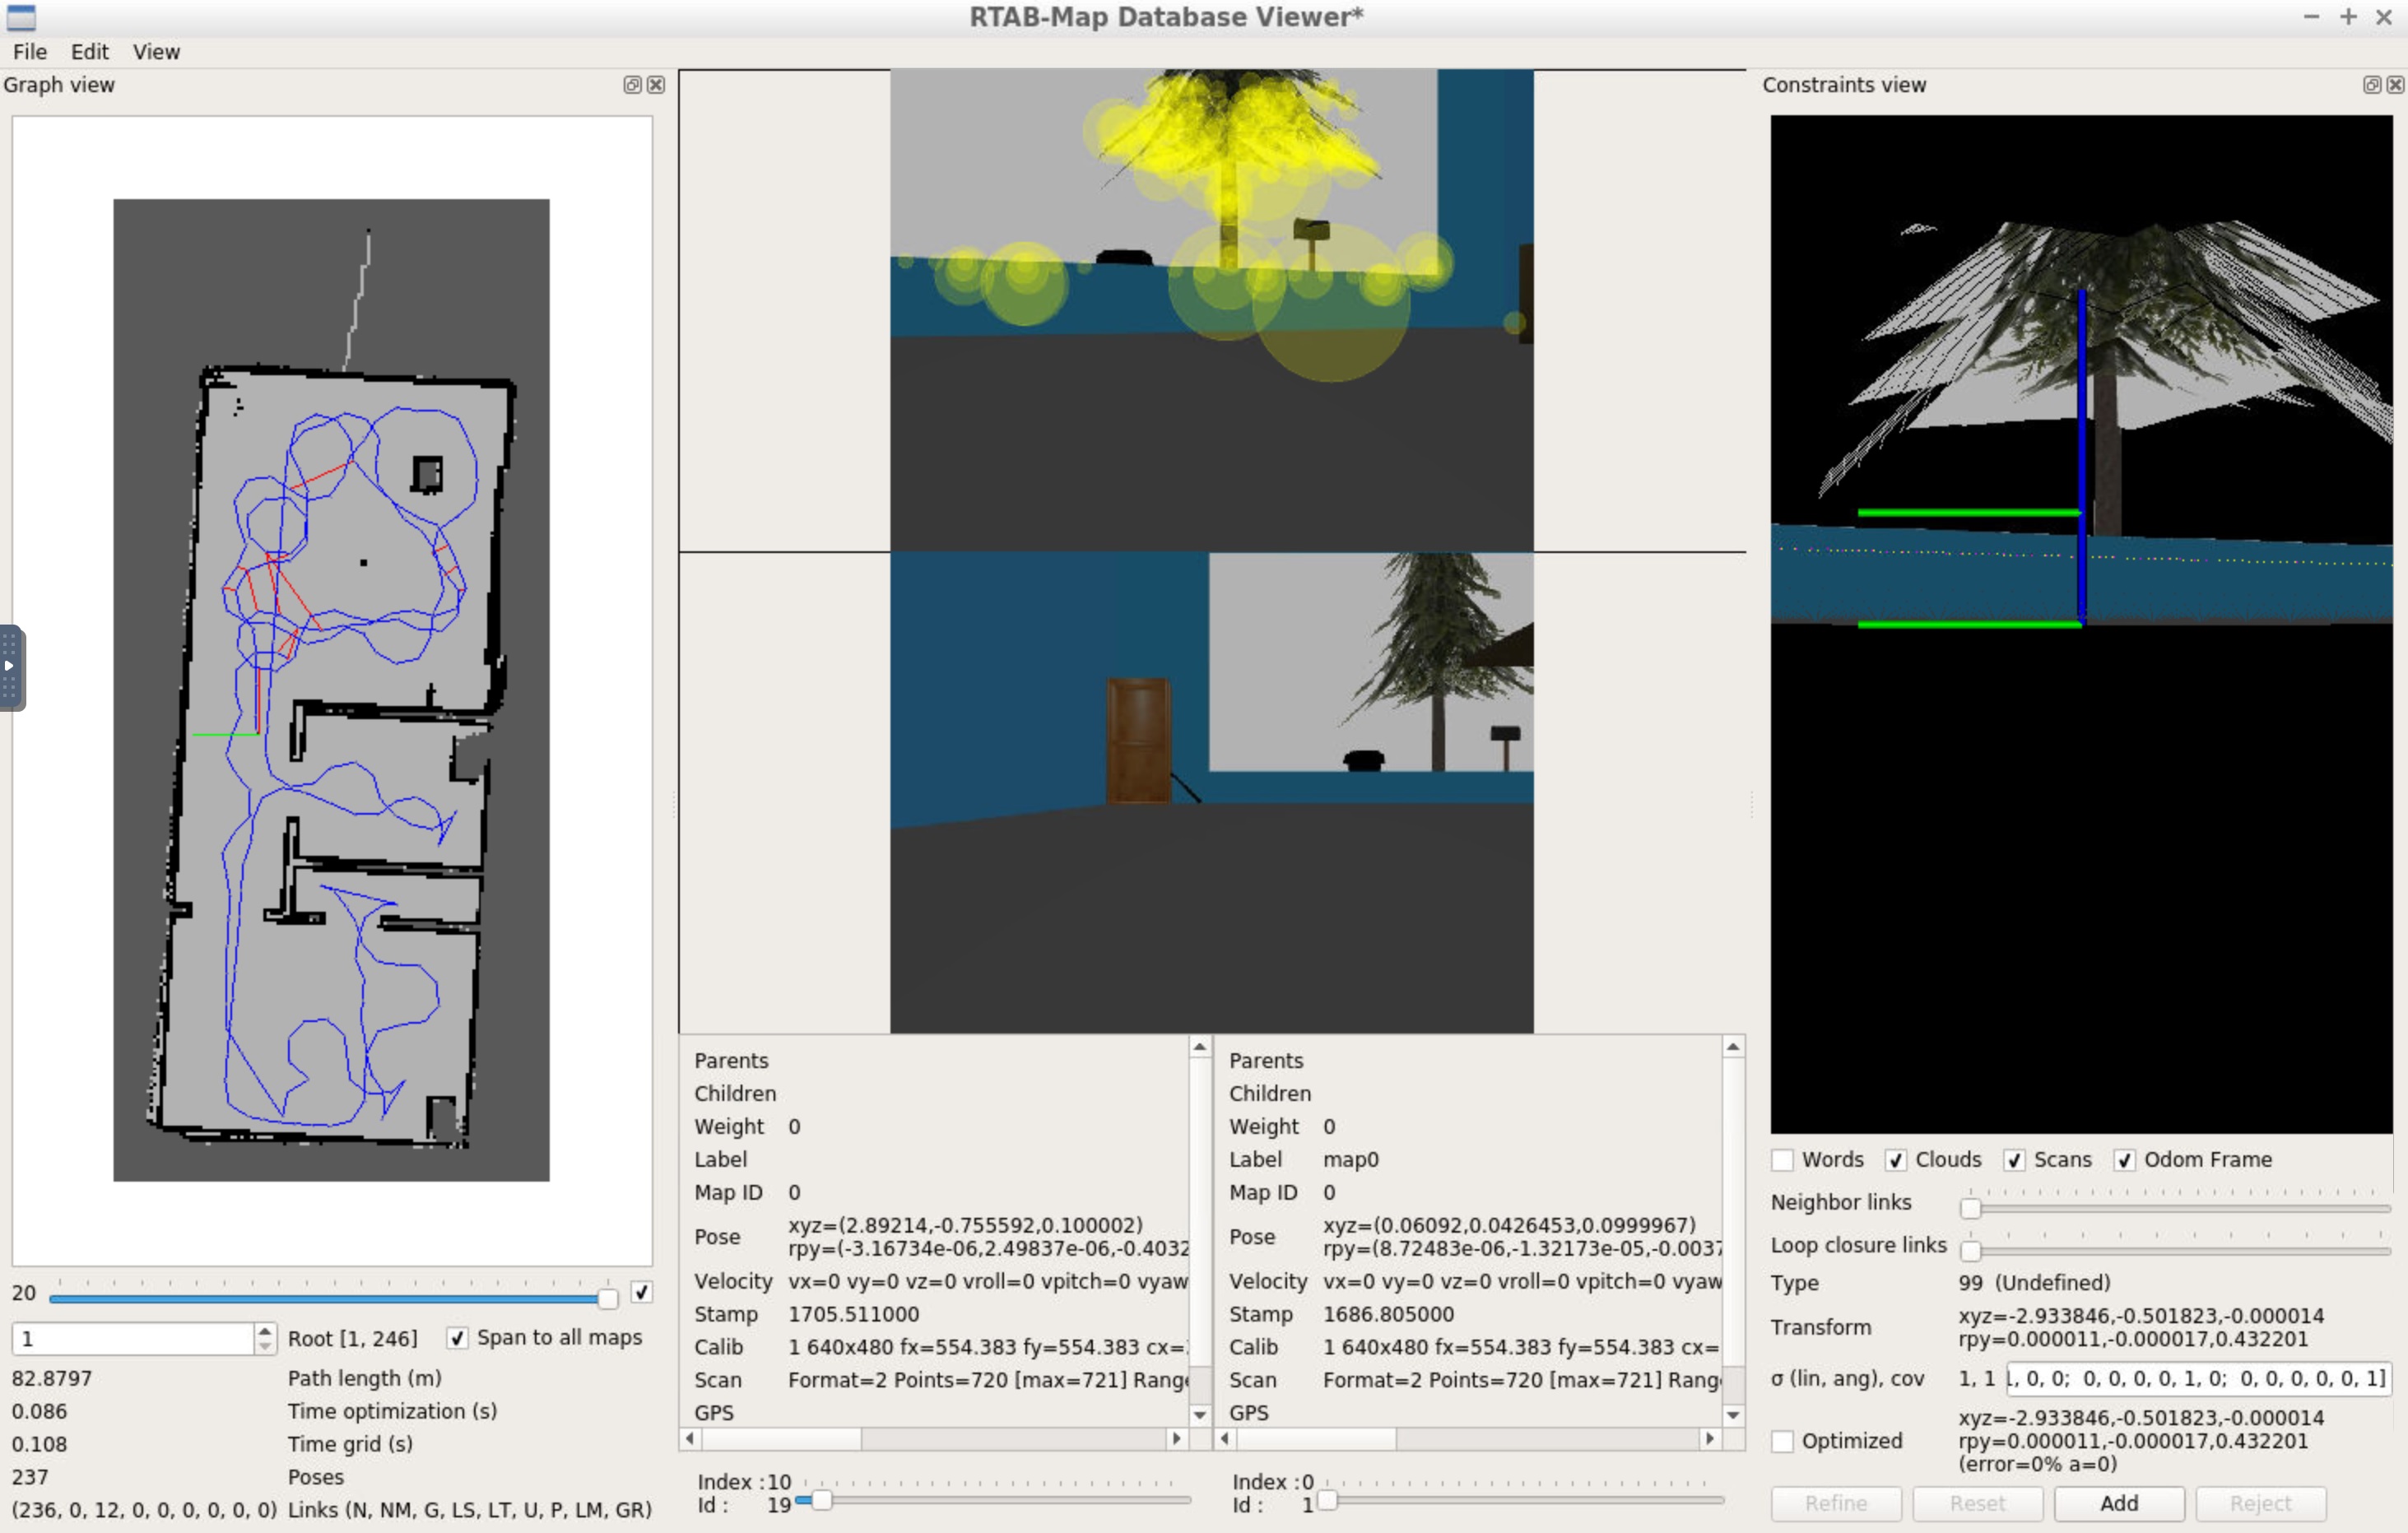 RTAB-Map Database Viewer*
File Edit View
Graph view
20
1 Root [1, 246] Span to all maps
82.8797 Path length (m)
0.086 Time optimization (s)
0.108 Time grid (s)
237 Poses
(236, 0, 12, 0, 0, 0, 0, 0, 0) Links (N, NM, G, LS, LT, U, P, LM, GR)
Parents
Children
Weight 0
Label
Map ID 0
Pose xyz=(2.89214,-0.755592,0.100002)
rpy=(-3.16734e-06,2.49837e-06,-0.4032
Velocity vx=0 vy=0 vz=0 vroll=0 vpitch=0 vyaw
Stamp 1705.511000
Calib 1 640x480 fx=554.383 fy=554.383 cx=
Scan Format=2 Points=720 [max=721] Range
GPS
Index : 10
Id : 19
Parents
Children
Weight 0
Label map0
Map ID 0
Pose xyz=(0.06092,0.0426453,0.0999967)
rpy=(8.72483e-06,-1.32173e-05,-0.0037
Velocity vx=0 vy=0 vz=0 vroll=0 vpitch=0 vyaw
Stamp 1686.805000
Calib 1 640x480 fx=554.383 fy=554.383 cx=
Scan Format=2 Points=720 [max=721] Rang
GPS
Index : 0
Id : 1
Constraints view
Words Clouds Scans Odom Frame
Neighbor links
Loop closure links
Type 99 (Undefined)
Transform xyz=-2.933846,-0.501823,-0.000014
rpy=0.000011,-0.000017,0.432201
σ (lin, ang), cov 1, 1 , 0, 0; 0, 0, 0, 0, 1, 0; 0, 0, 0, 0, 0, 1]
Optimized xyz=-2.933846,-0.501823,-0.000014
rpy=0.000011,-0.000017,0.432201
(error=0% a=0)
Refine Reset Add Reject